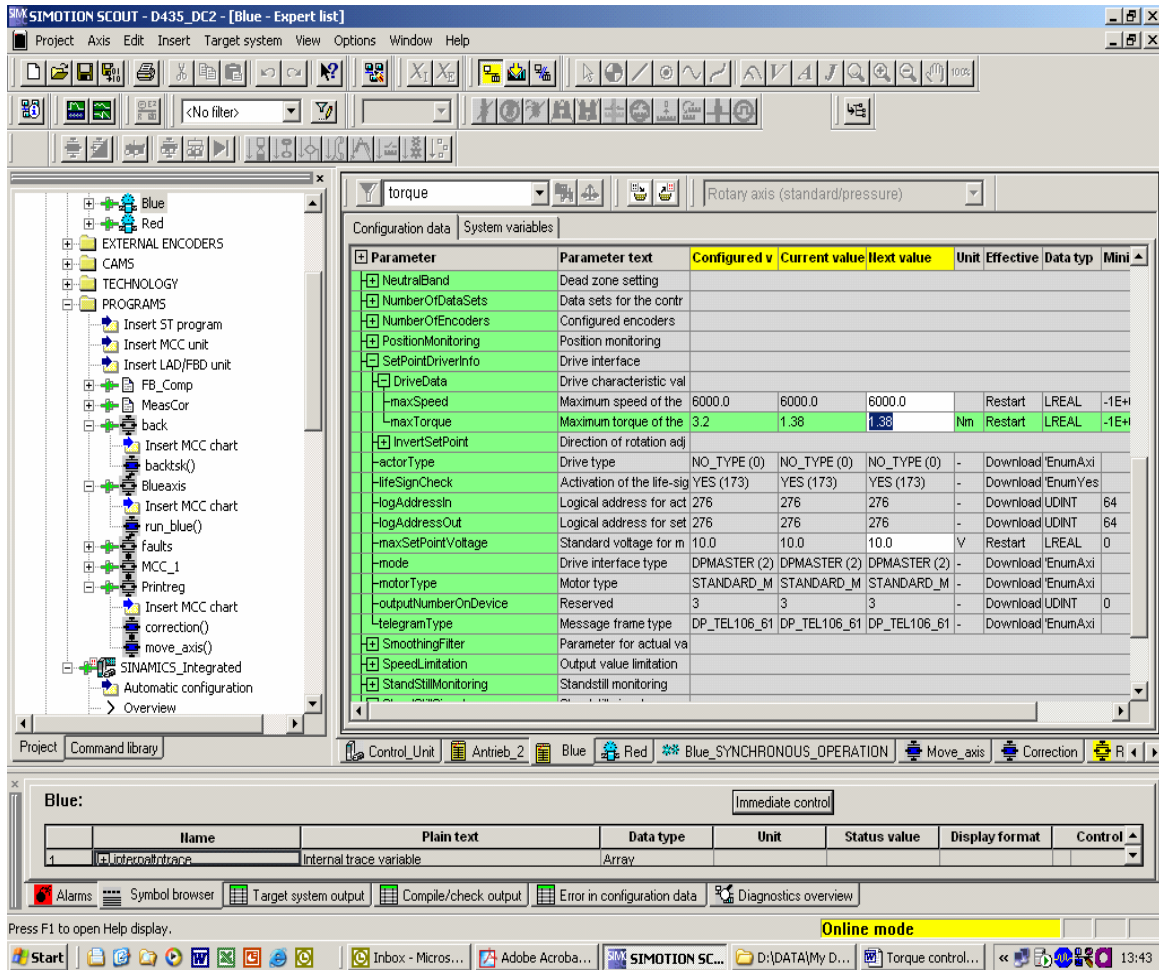 SIMOTION SCOUT - D435_DC2 - [Blue - Expert list]
Project Axis Edit Insert Target system View Options Window Help
<No filter>
100%
Blue
Red
EXTERNAL ENCODERS
CAMS
TECHNOLOGY
PROGRAMS
Insert ST program
Insert MCC unit
Insert LAD/FBD unit
FB_Comp
MeasCor
back
Insert MCC chart
backtsk()
Blueaxis
Insert MCC chart
run_blue()
faults
MCC_1
Printreg
Insert MCC chart
correction()
move_axis()
SINAMICS_Integrated
Automatic configuration
Overview
Project Command library
torque Rotary axis (standard/pressure)
Configuration data System variables
Parameter Parameter text Configured v Current value Next value Unit Effective Data typ Mini
NeutralBand Dead zone setting
NumberOfDataSets Data sets for the contr
NumberOfEncoders Configured encoders
PositionMonitoring Position monitoring
SetPointDriverInfo Drive interface
DriveData Drive characteristic val
maxSpeed Maximum speed of the 6000.0 6000.0 6000.0 Restart LREAL -1E+
maxTorque Maximum torque of the 3.2 1.38 1.38 Nm Restart LREAL -1E+
InvertSetPoint Direction of rotation adj
actorType Drive type NO_TYPE (0) NO_TYPE (0) NO_TYPE (0) - Download 'EnumAxi
lifeSignCheck Activation of the life-sig YES (173) YES (173) YES (173) - Download 'EnumYes
logAddressIn Logical address for act 276 276 276 - Download UDINT 64
logAddressOut Logical address for set 276 276 276 - Download UDINT 64
maxSetPointVoltage Standard voltage for m 10.0 10.0 10.0 V Restart LREAL 0
mode Drive interface type DPMASTER (2) DPMASTER (2) DPMASTER (2) - Download 'EnumAxi
motorType Motor type STANDARD_M STANDARD_M STANDARD_M - Download 'EnumAxi
outputNumberOnDevice Reserved 3 3 3 - Download UDINT 0
telegramType Message frame type DP_TEL106_61 DP_TEL106_61 DP_TEL106_61 - Download 'EnumAxi
SmoothingFilter Parameter for actual va
SpeedLimitation Output value limitation
StandStillMonitoring Standstill monitoring
Control_Unit Antrieb_2 Blue Red Blue_SYNCHRONOUS_OPERATION Move_axis Correction R
Blue:
Immediate control
Name Plain text Data type Unit Status value Display format Control
1 Internal trace variable Array
Alarms Symbol browser Target system output Compile/check output Error in configuration data Diagnostics overview
Press F1 to open Help display.
Online mode
Start Inbox - Micros... Adobe Acroba... SIMOTION SC... D:\DATA\My D... Torque control... « 13:43